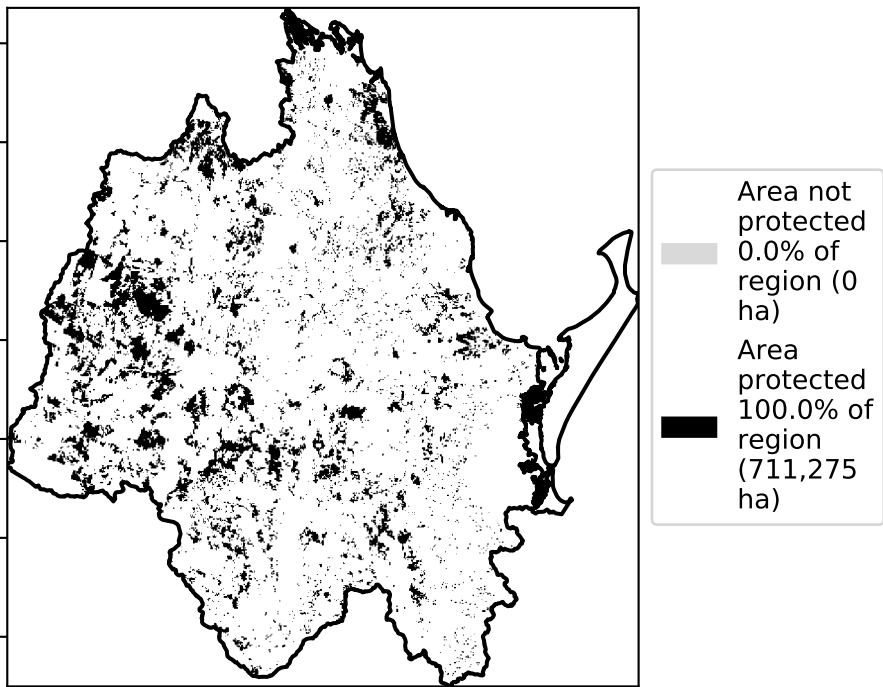 Area not
protected
0.0% of
region (0
ha)
Area
protected
100.0% of
region
(711,275
ha)